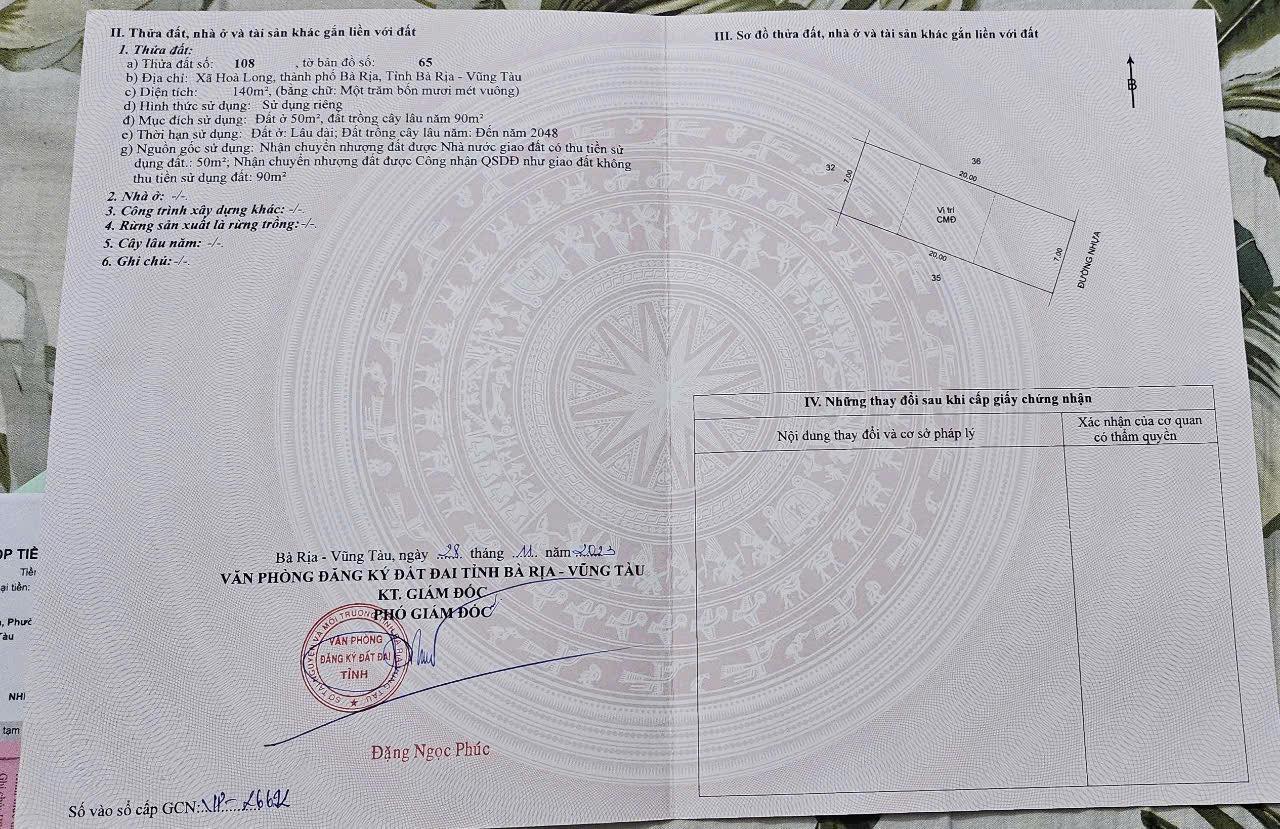 II. Thửa đất, nhà ở và tài sản khác gắn liền với đất
1. Thửa đất:
a) Thửa đất số: 108 , tờ bản đồ số: 65
b) Địa chỉ: Xã Hoà Long, thành phố Bà Rịa, Tỉnh Bà Rịa - Vũng Tàu
c) Diện tích: 140m², (bằng chữ: Một trăm bốn mươi mét vuông)
d) Hình thức sử dụng: Sử dụng riêng
đ) Mục đích sử dụng: Đất ở 50m², đất trồng cây lâu năm 90m²
e) Thời hạn sử dụng: Đất ở: Lâu dài; Đất trồng cây lâu năm: Đến năm 2048
g) Nguồn gốc sử dụng: Nhận chuyển nhượng đất được Nhà nước giao đất có thu tiền sử
dụng đất.: 50m²; Nhận chuyển nhượng đất được Công nhận QSDĐ như giao đất không
thu tiền sử dụng đất: 90m²
2. Nhà ở: -/-.
3. Công trình xây dựng khác: -/-.
4. Rừng sản xuất là rừng trồng: -/-.
5. Cây lâu năm: -/-.
6. Ghi chú: -/-.
Bà Rịa - Vũng Tàu, ngày 28 tháng 11 năm 2023
VĂN PHÒNG ĐĂNG KÝ ĐẤT ĐAI TỈNH BÀ RỊA - VŨNG TÀU
KT. GIÁM ĐỐC
PHÓ GIÁM ĐỐC
VĂN PHÒNG
ĐĂNG KÝ ĐẤT ĐAI
TỈNH
Đặng Ngọc Phúc
Số vào sổ cấp GCN:
III. Sơ đồ thửa đất, nhà ở và tài sản khác gắn liền với đất
B
32
36
7,00
20,00
Vị trí
CMĐ
20,00
7,00
35
ĐƯỜNG NHỰA
IV. Những thay đổi sau khi cấp giấy chứng nhận
Nội dung thay đổi và cơ sở pháp lý
Xác nhận của cơ quan
có thẩm quyền
ỘP TIỀ
ại tiền:
, Phướ
Tàu
NH
tạm